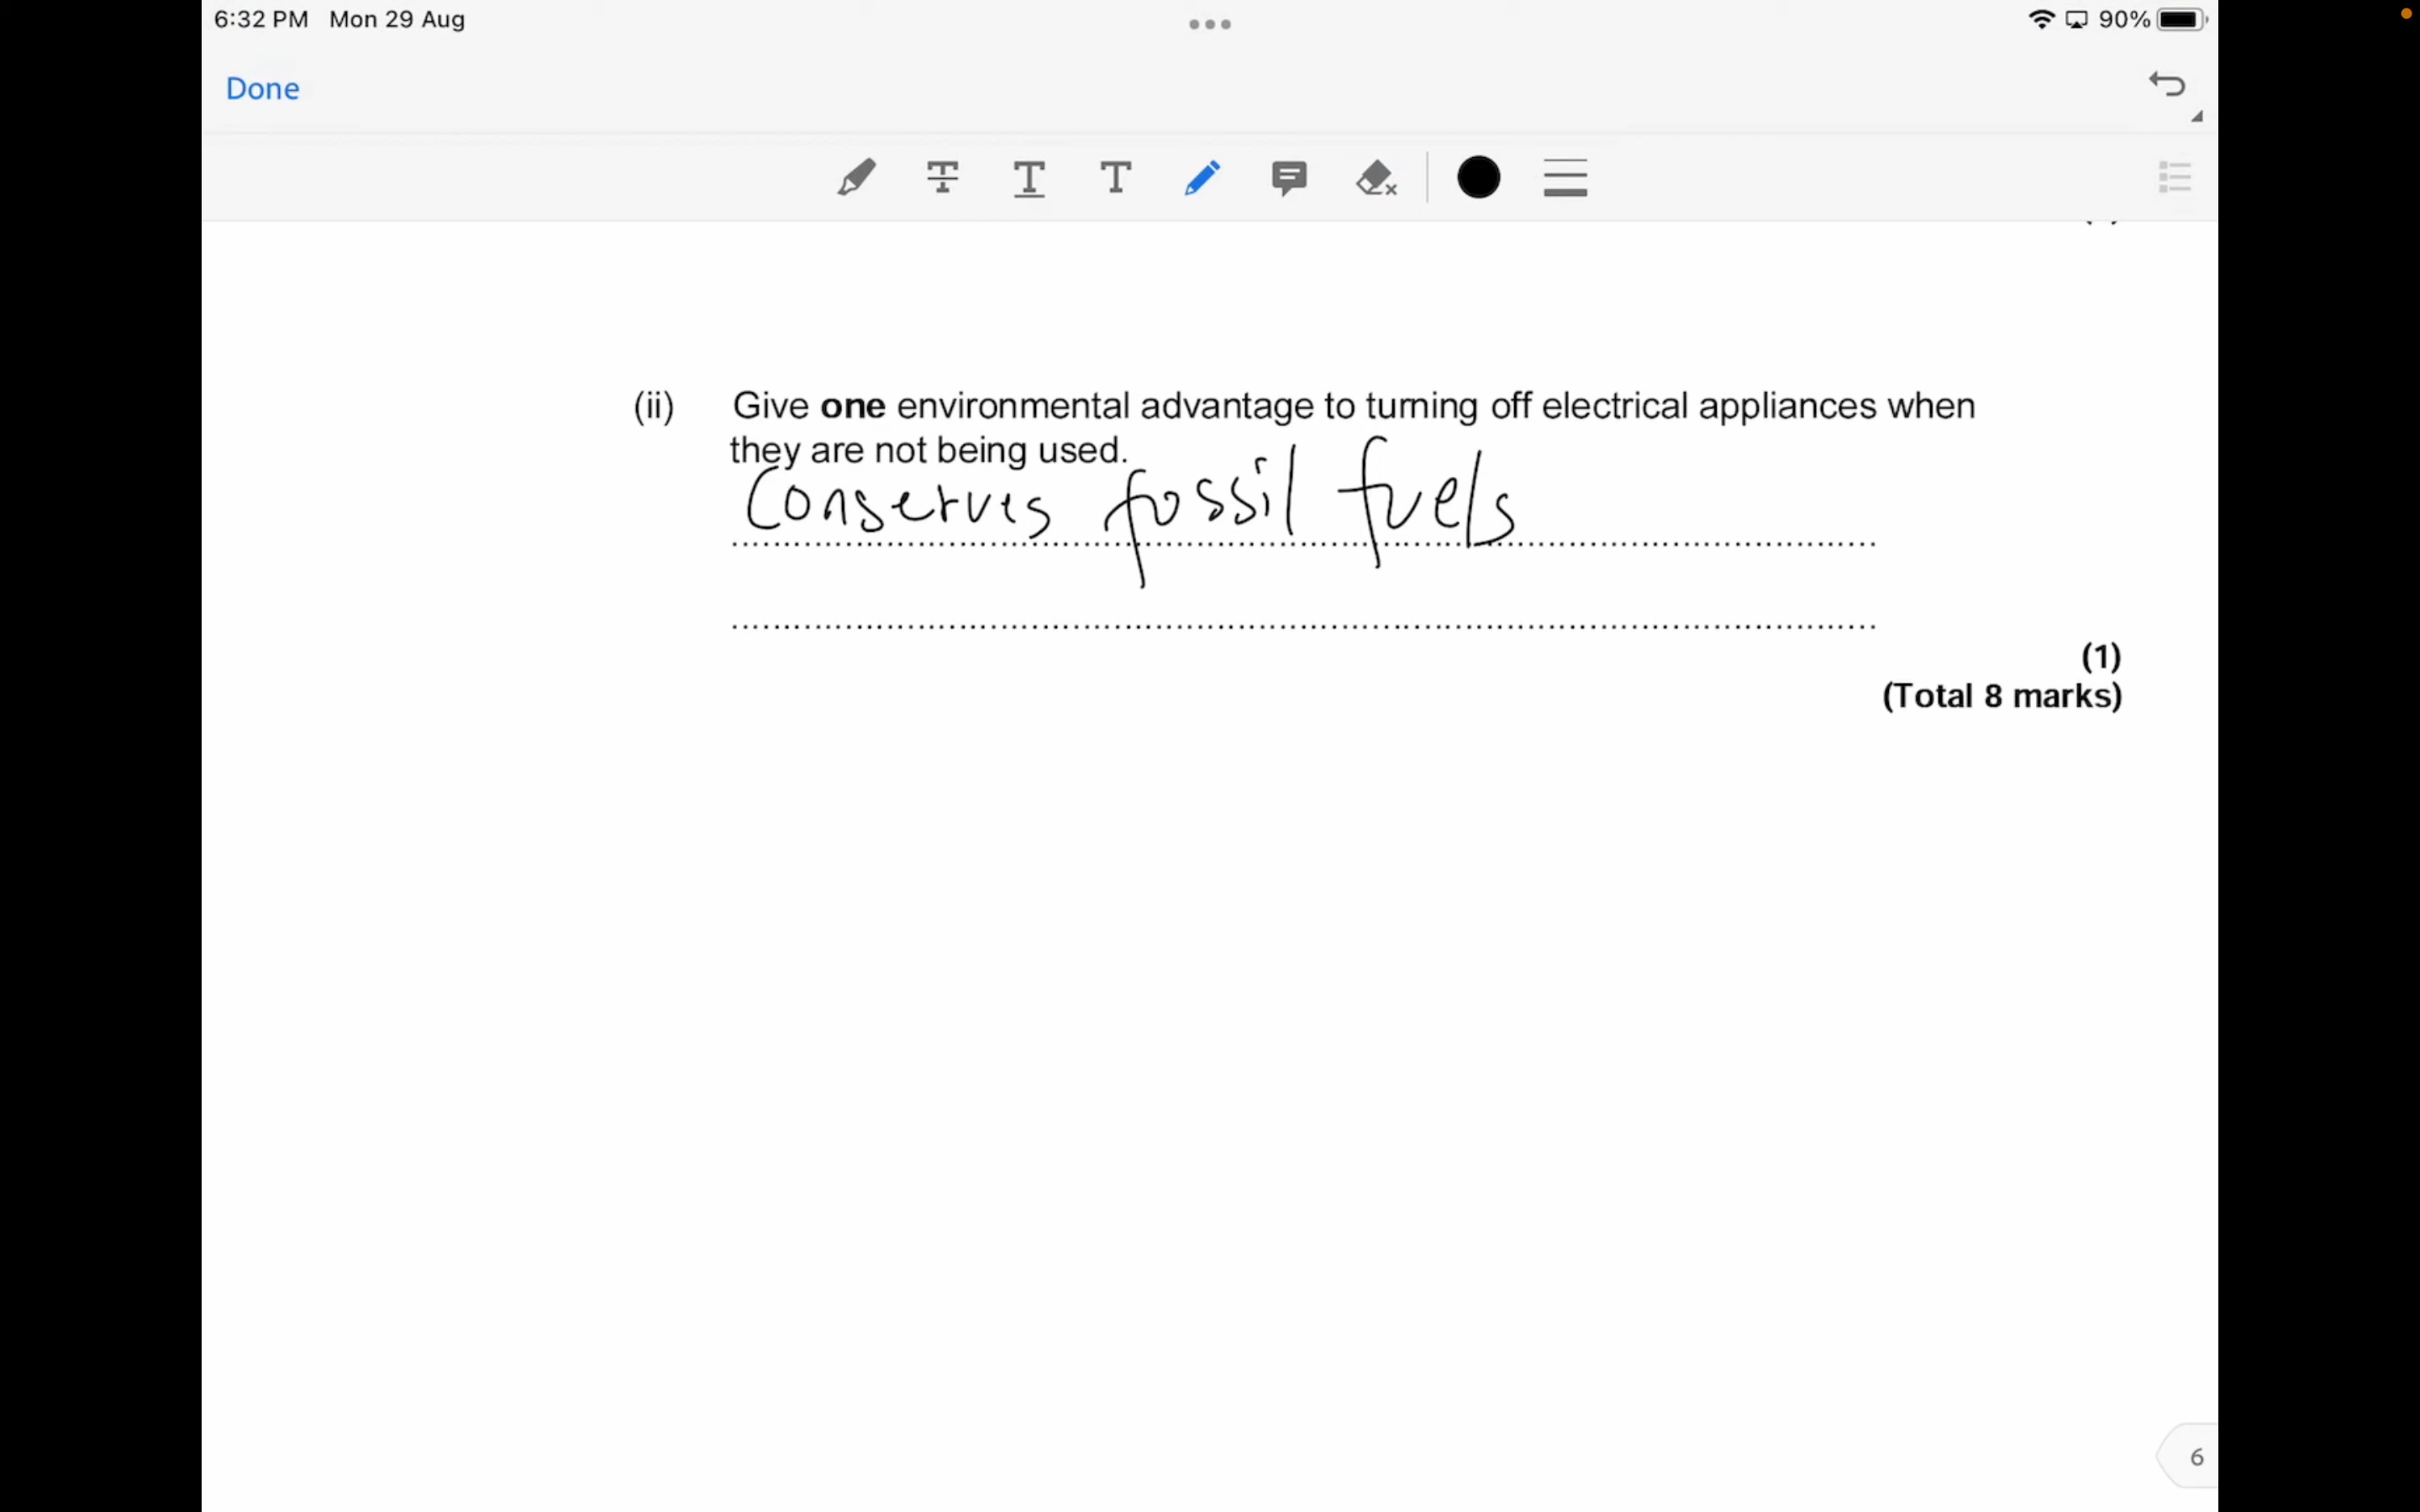 6:32 PM Mon 29 Aug
90%
Done
(ii) Give one environmental advantage to turning off electrical appliances when
they are not being used.
Conserves fossil fuels
(1)
(Total 8 marks)
6